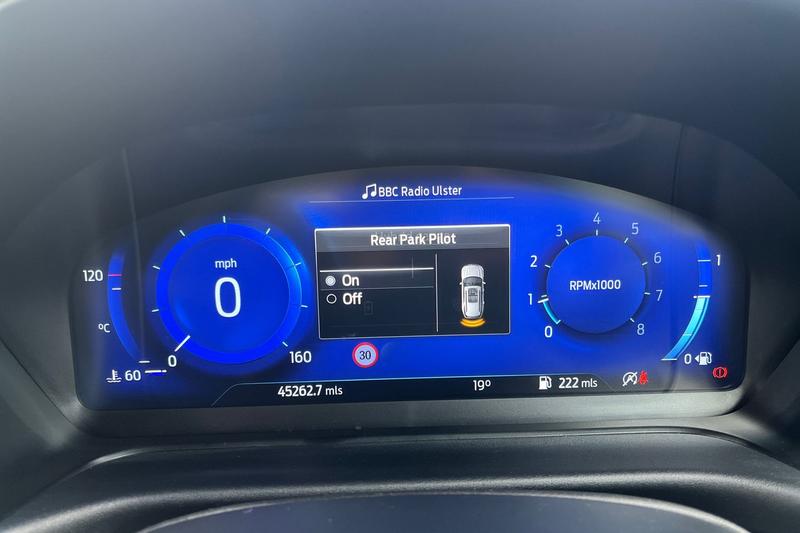 BBC Radio Ulster
Rear Park Pilot
On
Off
mph
0
0
160
120
°C
60
30
RPMx1000
0
1
2
3
4
5
6
7
8
1
0
45262.7 mls
19°
222 mls